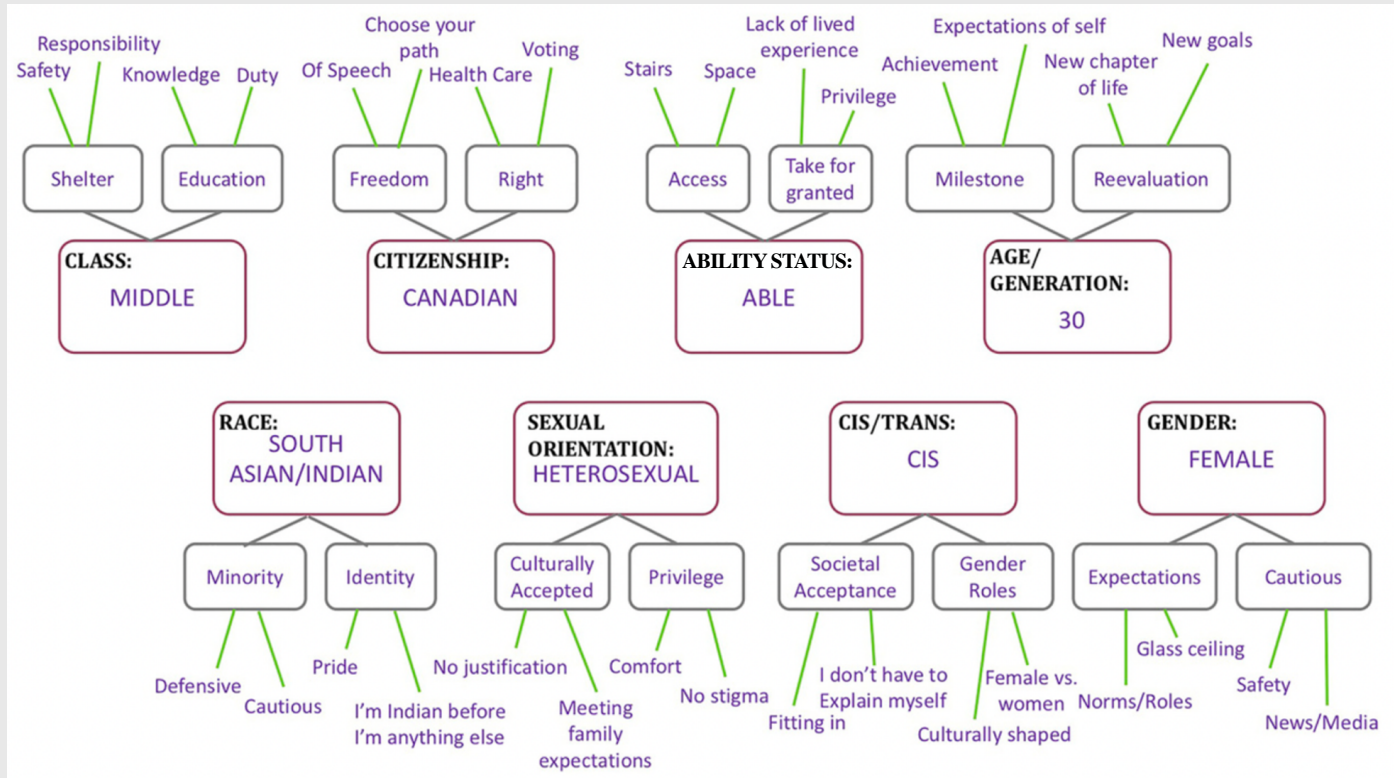 Responsibility
Safety
Knowledge
Duty
Shelter
Education
CLASS:
MIDDLE
Choose your
path
Of Speech
Health Care
Voting
Freedom
Right
CITIZENSHIP:
CANADIAN
Lack of lived
experience
Stairs
Space
Privilege
Access
Take for
granted
ABILITY STATUS:
ABLE
Expectations of self
New goals
Achievement
New chapter
of life
Milestone
Reevaluation
AGE/
GENERATION:
30
RACE:
SOUTH
ASIAN/INDIAN
Minority
Identity
Defensive
Cautious
Pride
I'm Indian before
I'm anything else
SEXUAL
ORIENTATION:
HETEROSEXUAL
Culturally
Accepted
Privilege
No justification
Meeting
family
expectations
Comfort
No stigma
CIS/TRANS:
CIS
Societal
Acceptance
Gender
Roles
Fitting in
I don't have to
Explain myself
Culturally shaped
Female vs.
women
GENDER:
FEMALE
Expectations
Cautious
Norms/Roles
Glass ceiling
Safety
News/Media